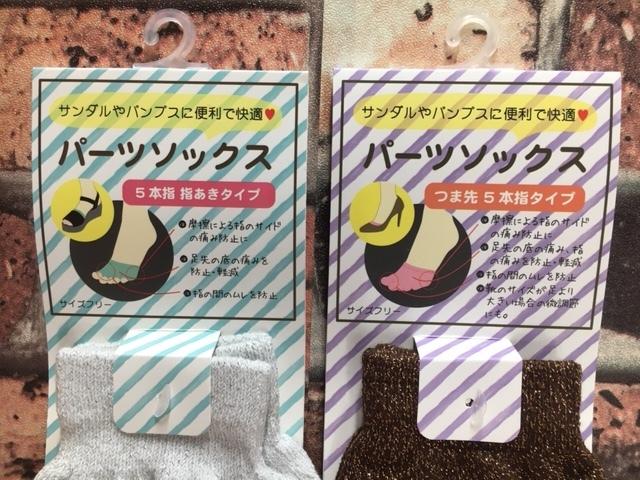 サンダルやパンプスに便利で快適♥
パーツソックス
5本指 指あきタイプ
摩擦による指のサイド
の痛み防止に
足先の底の痛みを
防止・軽減
指の間のムレを防止
サイズフリー
サンダルやパンプスに便利で快適♥
パーツソックス
つま先 5本指タイプ
摩擦による指のサイド
の痛み防止に
足先の底の痛み、指
の痛みを防止・軽減
指の間のムレを防止
靴のサイズが足より
大きい場合の微調節
にも。
サイズフリー